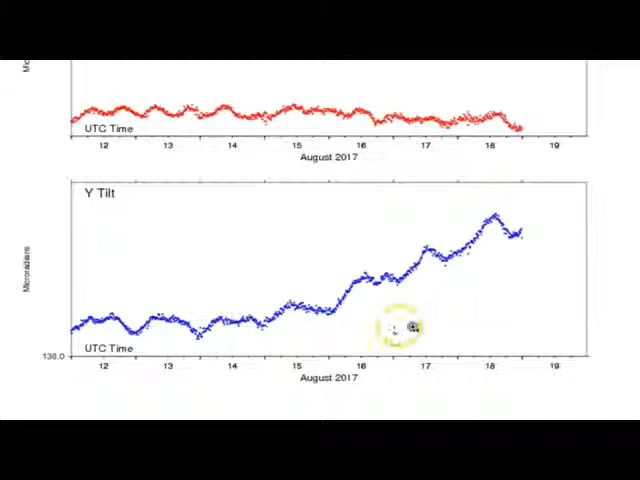 UTC Time
12 13 14 15 16 17 18 19
August 2017
Y Tilt
Microradians
130.0
UTC Time
12 13 14 15 16 17 18 19
August 2017